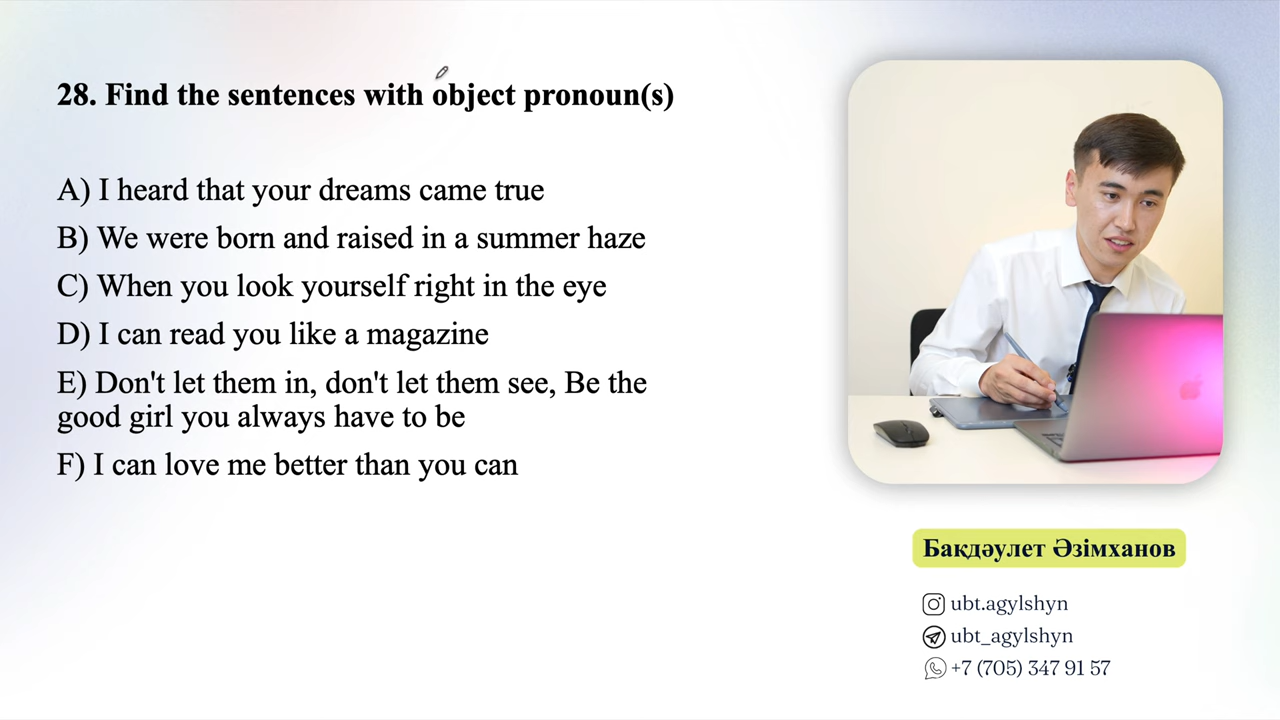 28. Find the sentences with object pronoun(s)
A) I heard that your dreams came true
B) We were born and raised in a summer haze
C) When you look yourself right in the eye
D) I can read you like a magazine
E) Don't let them in, don't let them see, Be the
good girl you always have to be
F) I can love me better than you can
Бақдәулет Әзімханов
ubt.agylshyn
ubt_agylshyn
+7 (705) 347 91 57